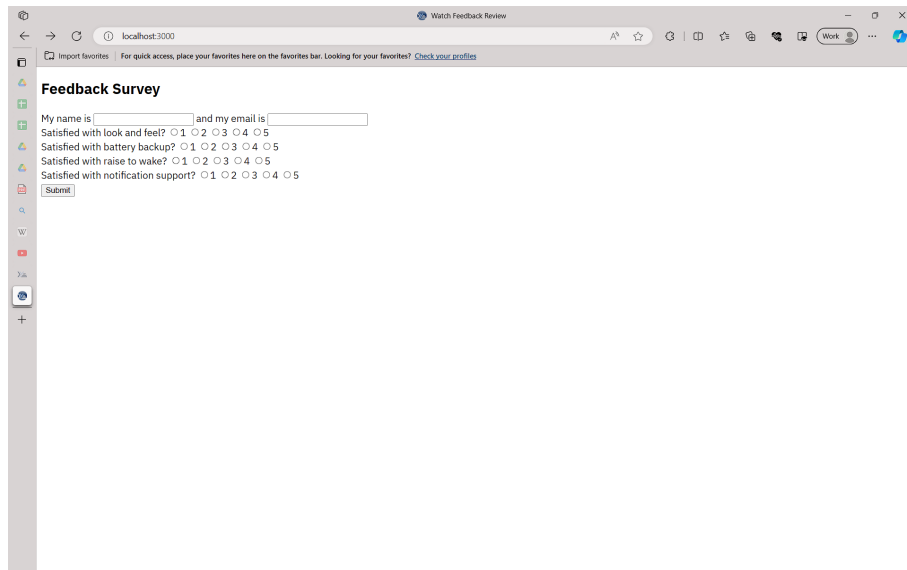 Watch Feedback Review
localhost:3000
Work
Import favorites For quick access, place your favorites here on the favorites bar. Looking for your favorites? Check your profiles
Feedback Survey
My name is and my email is
Satisfied with look and feel? 1 2 3 4 5
Satisfied with battery backup? 1 2 3 4 5
Satisfied with raise to wake? 1 2 3 4 5
Satisfied with notification support? 1 2 3 4 5
Submit